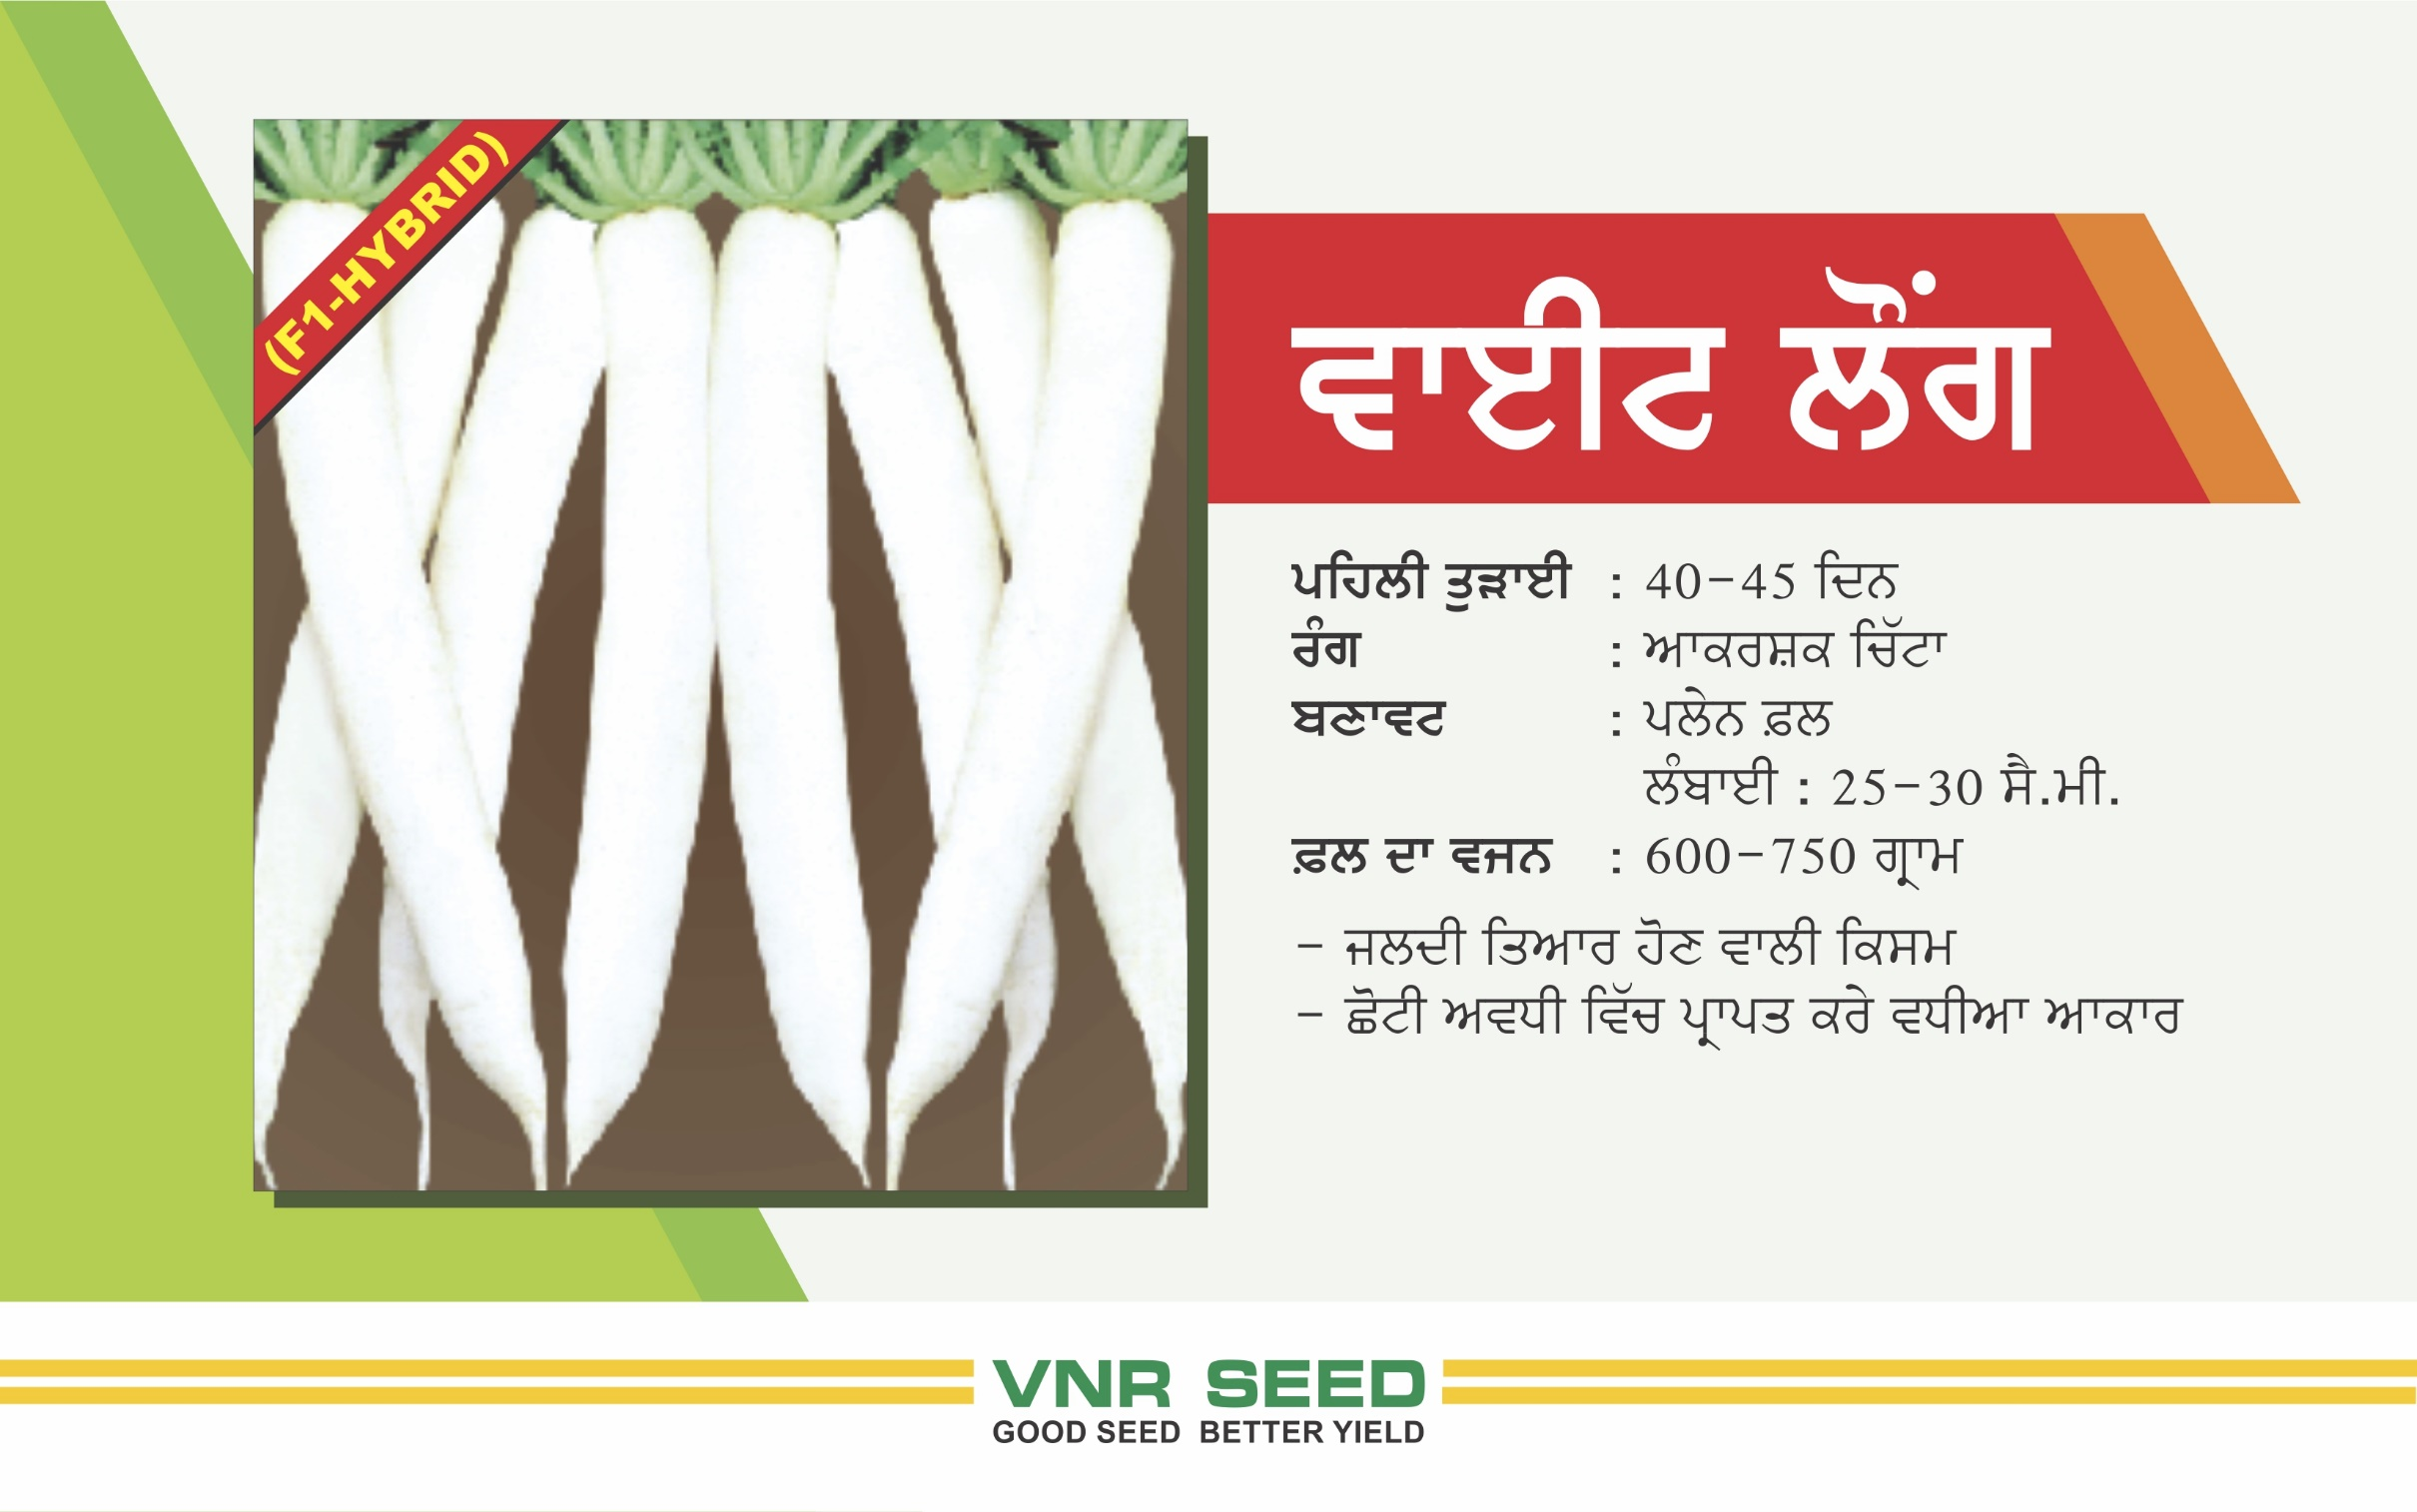 (F1-HYBRIID)
ਵਾਈਟ ਲੌਂਗ
ਪਹਿਲੀ ਤੁੜਾਈ : 40-45 ਦਿਨ
ਰੰਗ : ਆਕਰਸ਼ਕ ਚਿੱਟਾ
ਬਣਾਵਟ : ਪਲੈਨ ਫ਼ਲ
ਲੰਬਾਈ : 25-30 ਸੈ.ਮੀ.
ਫ਼ਲ ਦਾ ਵਜਨ : 600-750 ਗ੍ਰਾਮ
- ਜਲਦੀ ਤਿਆਰ ਹੋਣ ਵਾਲੀ ਕਿਸਮ
- ਛੋਟੀ ਅਵਧੀ ਵਿੱਚ ਪ੍ਰਾਪਤ ਕਰੇ ਵਧੀਆ ਆਕਾਰ
VNR SEED
GOOD SEED BETTER YIELD